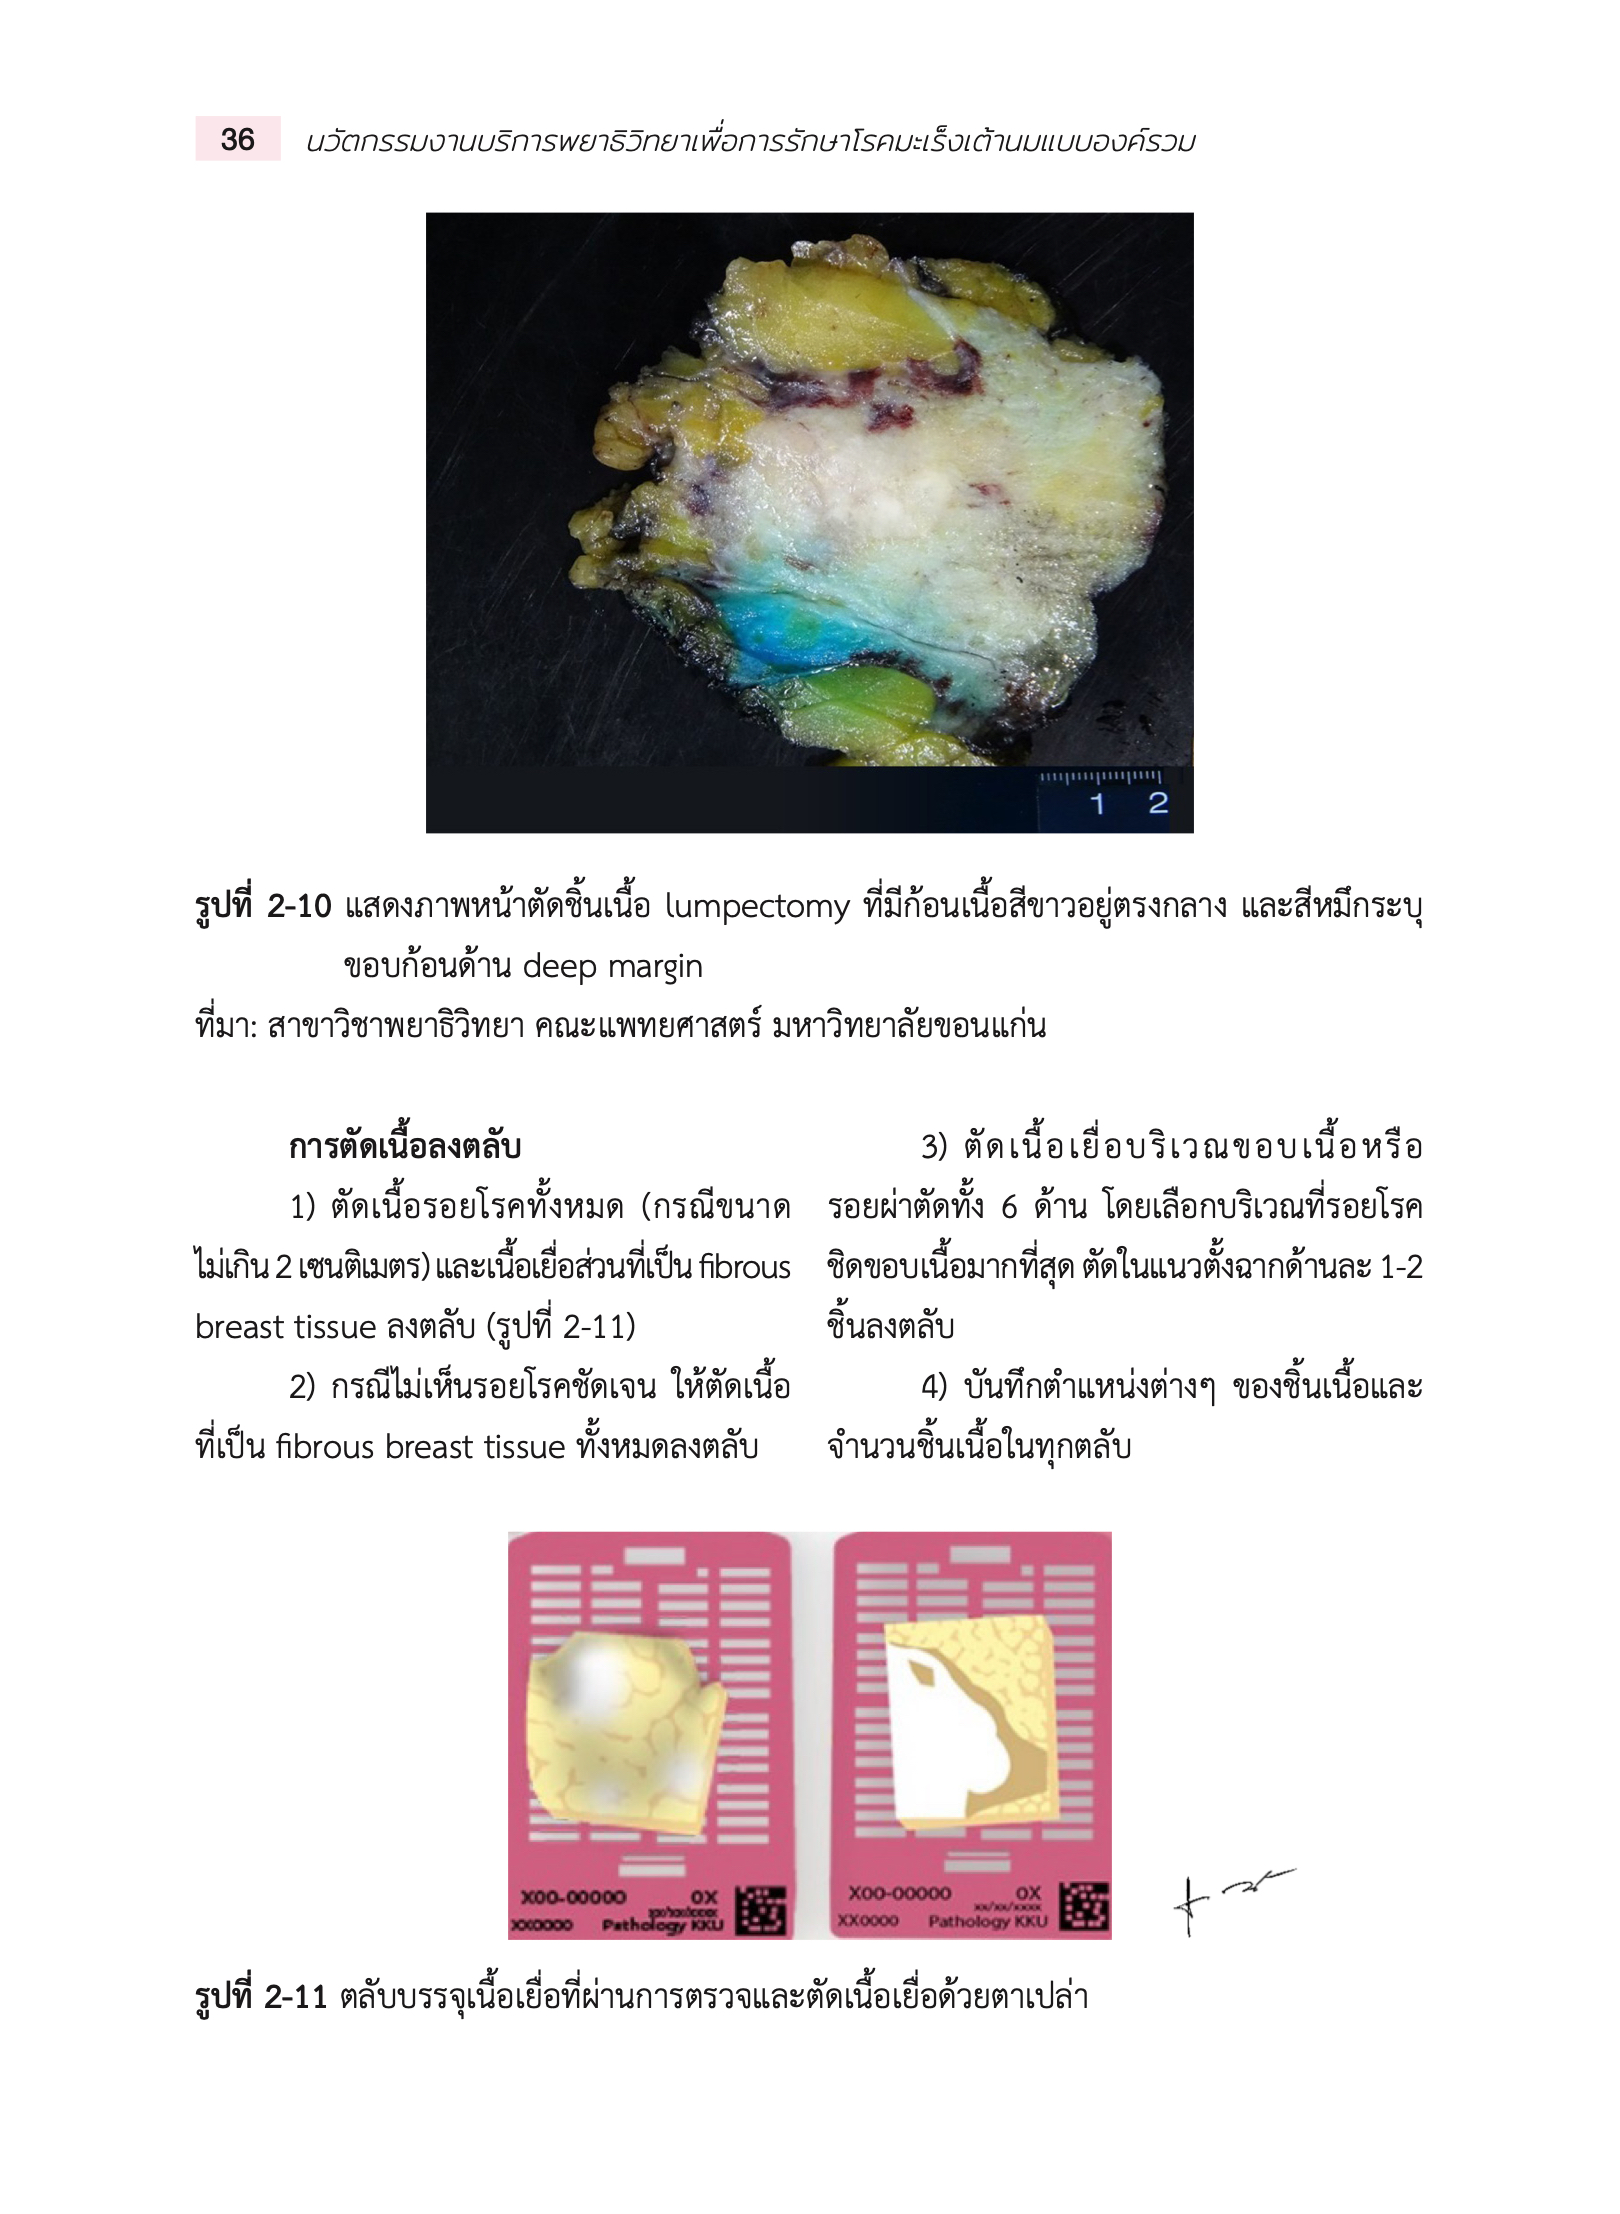 36 นวัตกรรมงานบริการพยาธิวิทยาเพื่อการรักษาโรคมะเร็งเต้านมแบบองค์รวม
1 2
รูปที่ 2-10 แสดงภาพหน้าตัดชิ้นเนื้อ lumpectomy ที่มีก้อนเนื้อสีขาวอยู่ตรงกลาง และสีหมึกระบุ
ขอบก้อนด้าน deep margin
ที่มา: สาขาวิชาพยาธิวิทยา คณะแพทยศาสตร์ มหาวิทยาลัยขอนแก่น
การตัดเนื้อลงตลับ
1) ตัดเนื้อรอยโรคทั้งหมด (กรณีขนาด
ไม่เกิน 2 เซนติเมตร) และเนื้อเยื่อส่วนที่เป็น fibrous
breast tissue ลงตลับ (รูปที่ 2-11)
2) กรณีไม่เห็นรอยโรคชัดเจน ให้ตัดเนื้อ
ที่เป็น fibrous breast tissue ทั้งหมดลงตลับ
3) ตัดเนื้อเยื่อบริเวณขอบเนื้อหรือ
รอยผ่าตัดทั้ง 6 ด้าน โดยเลือกบริเวณที่รอยโรค
ชิดขอบเนื้อมากที่สุด ตัดในแนวตั้งฉากด้านละ 1-2
ชิ้นลงตลับ
4) บันทึกตำแหน่งต่างๆ ของชิ้นเนื้อและ
จำนวนชิ้นเนื้อในทุกตลับ
X00-00000 0X
xx/xx/xxxx
XX0000 Pathology KKU
X00-00000 0X
xx/xx/xxxx
XX0000 Pathology KKU
รูปที่ 2-11 ตลับบรรจุเนื้อเยื่อที่ผ่านการตรวจและตัดเนื้อเยื่อด้วยตาเปล่า